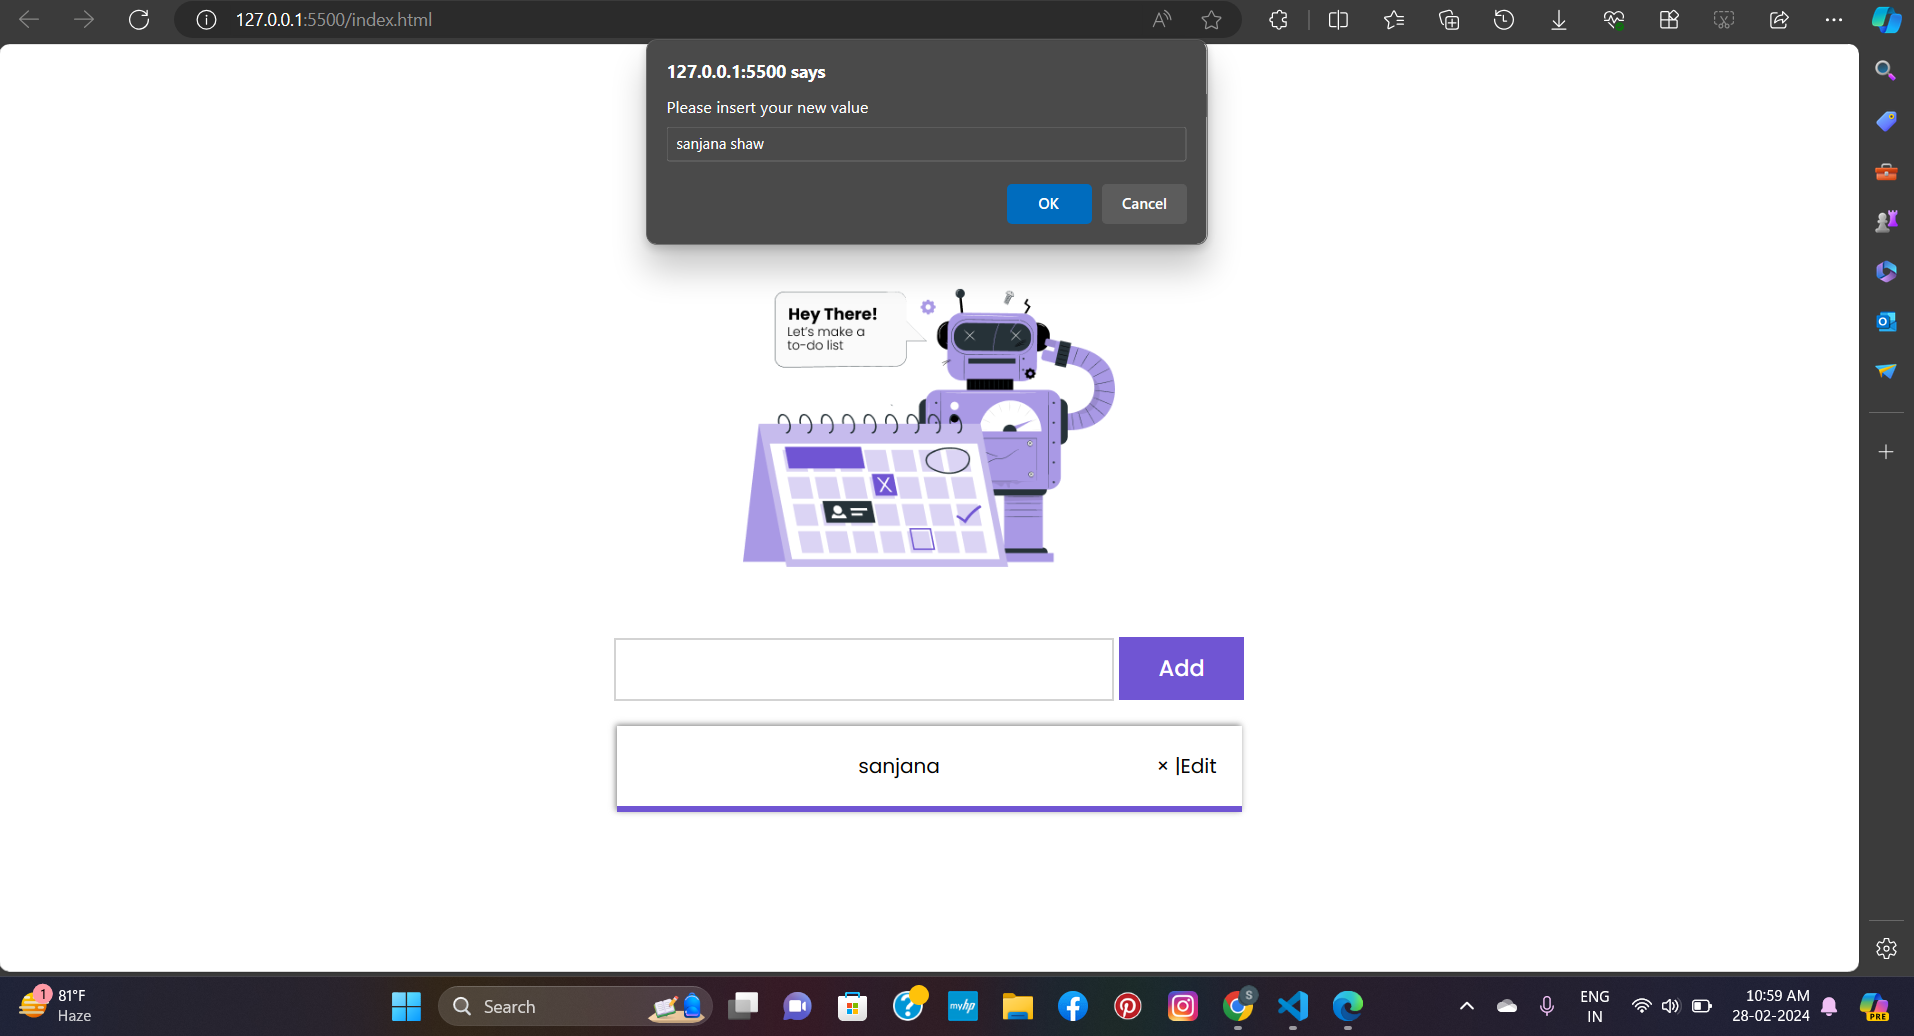 127.0.0.1:5500/index.html
127.0.0.1:5500 says
Please insert your new value
sanjana shaw
OK Cancel
Hey There!
Let's make a
to-do list
X
Add
sanjana × |Edit
1 81°F
Haze
Search
myhp
S
ENG
IN
10:59 AM
28-02-2024
PRE